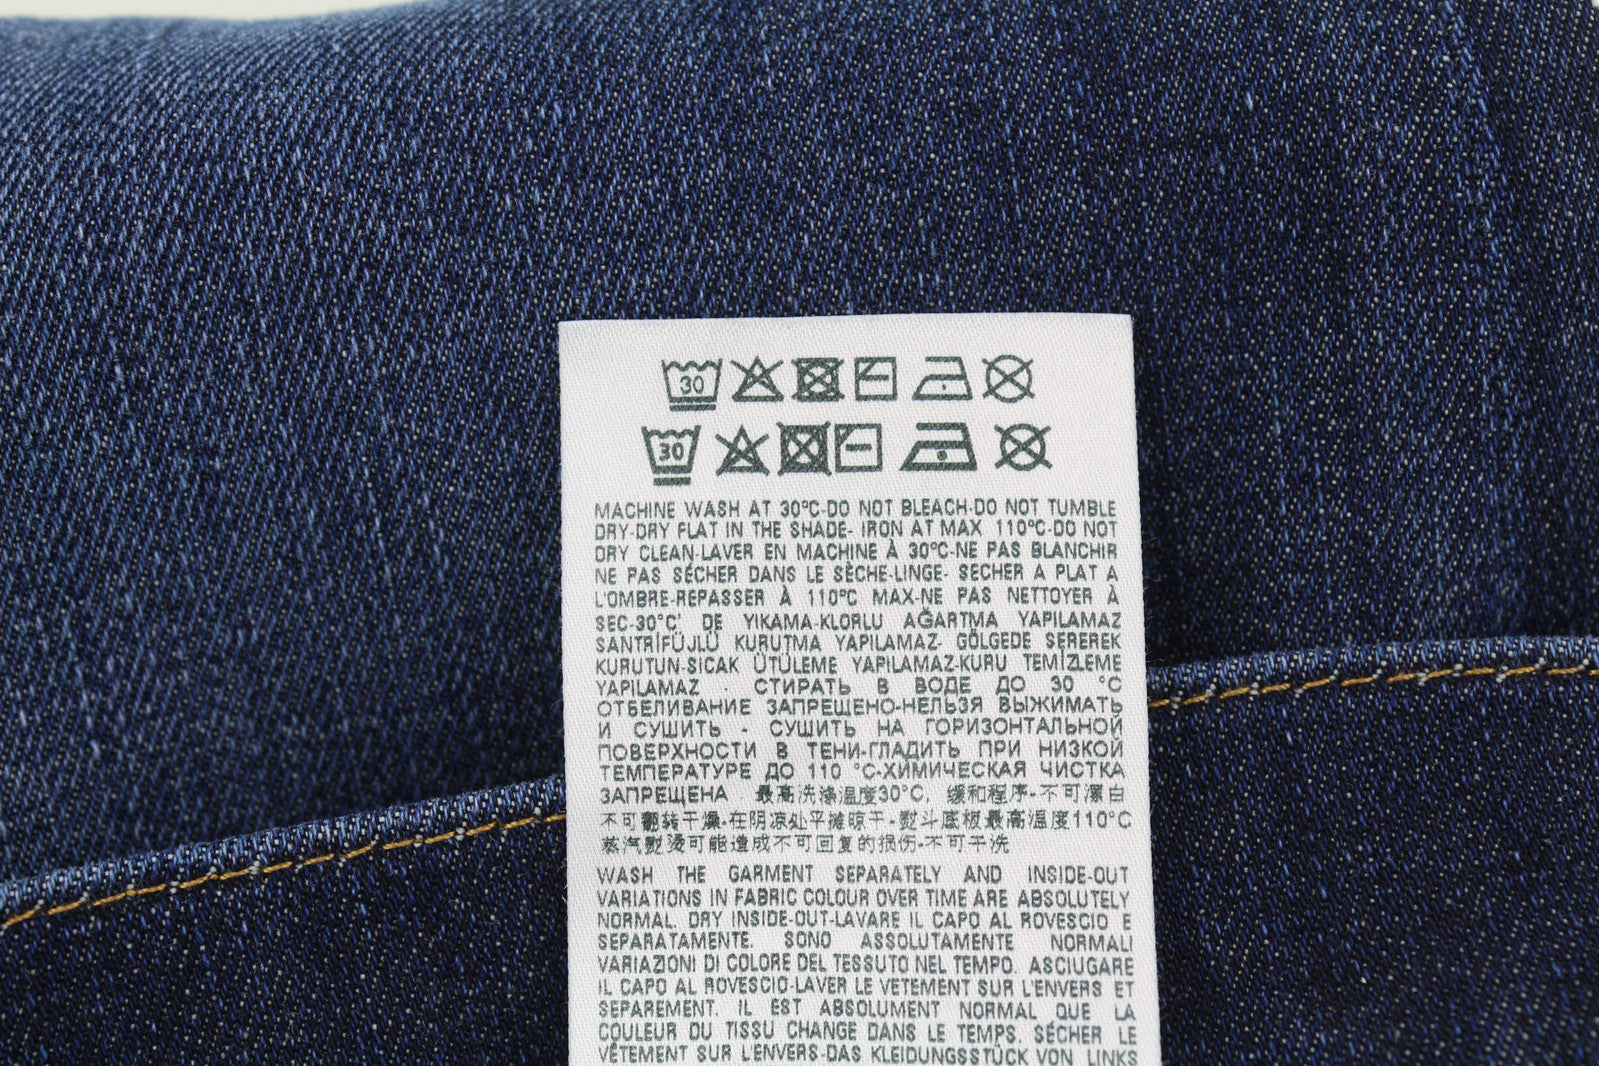 30
30
MACHINE WASH AT 30°C-DO NOT BLEACH-DO NOT TUMBLE
DRY-DRY FLAT IN THE SHADE- IRON AT MAX 110°C-DO NOT
DRY CLEAN-LAVER EN MACHINE À 30°C-NE PAS BLANCHIR
NE PAS SÉCHER DANS LE SÈCHE-LINGE- SECHER A PLAT A
L'OMBRE-REPASSER À 110°C MAX-NE PAS NETTOYER À
SEC-30°C' DE YIKAMA-KLORLU AĞARTMA YAPILAMAZ
SANTRİFÜJLÜ KURUTMA YAPILAMAZ- GÖLGEDE SEREREK
KURUTUN-SICAK ÜTÜLEME YAPILAMAZ-KURU TEMİZLEME
YAPILAMAZ . СТИРАТЬ В ВОДЕ ДО 30 °C
ОТБЕЛИВАНИЕ ЗАПРЕЩЕНО-НЕЛЬЗЯ ВЫЖИМАТЬ
И СУШИТЬ - СУШИТЬ НА ГОРИЗОНТАЛЬНОЙ
ПОВЕРХНОСТИ В ТЕНИ-ГЛАДИТЬ ПРИ НИЗКОЙ
ТЕМПЕРАТУРЕ ДО 110 °C-ХИМИЧЕСКАЯ ЧИСТКА
ЗАПРЕЩЕНА 最高洗涤温度30°C, 缓和程序-不可漂白
不可翻转干燥-在阴凉处平摊晾干-熨斗底板最高温度110°C
蒸汽熨烫可能造成不可回复的损伤-不可干洗
WASH THE GARMENT SEPARATELY AND INSIDE-OUT
VARIATIONS IN FABRIC COLOUR OVER TIME ARE ABSOLUTELY
NORMAL. DRY INSIDE-OUT-LAVARE IL CAPO AL ROVESCIO E
SEPARATAMENTE. SONO ASSOLUTAMENTE NORMALI
VARIAZIONI DI COLORE DEL TESSUTO NEL TEMPO. ASCIUGARE
IL CAPO AL ROVESCIO-LAVER LE VETEMENT SUR L'ENVERS ET
SEPAREMENT. IL EST ABSOLUMENT NORMAL QUE LA
COULEUR DU TISSU CHANGE DANS LE TEMPS. SÉCHER LE
VÊTEMENT SUR L'ENVERS-DAS KLEIDUNGSSTÜCK VON LINKS